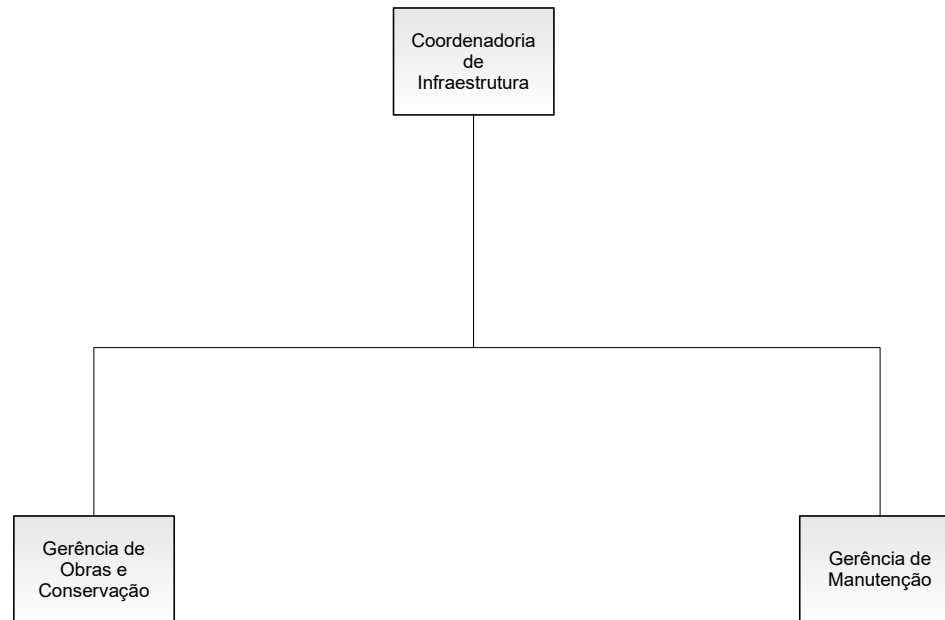 Coordenadoria
de
Infraestrutura
Gerência de
Obras e
Conservação
Gerência de
Manutenção